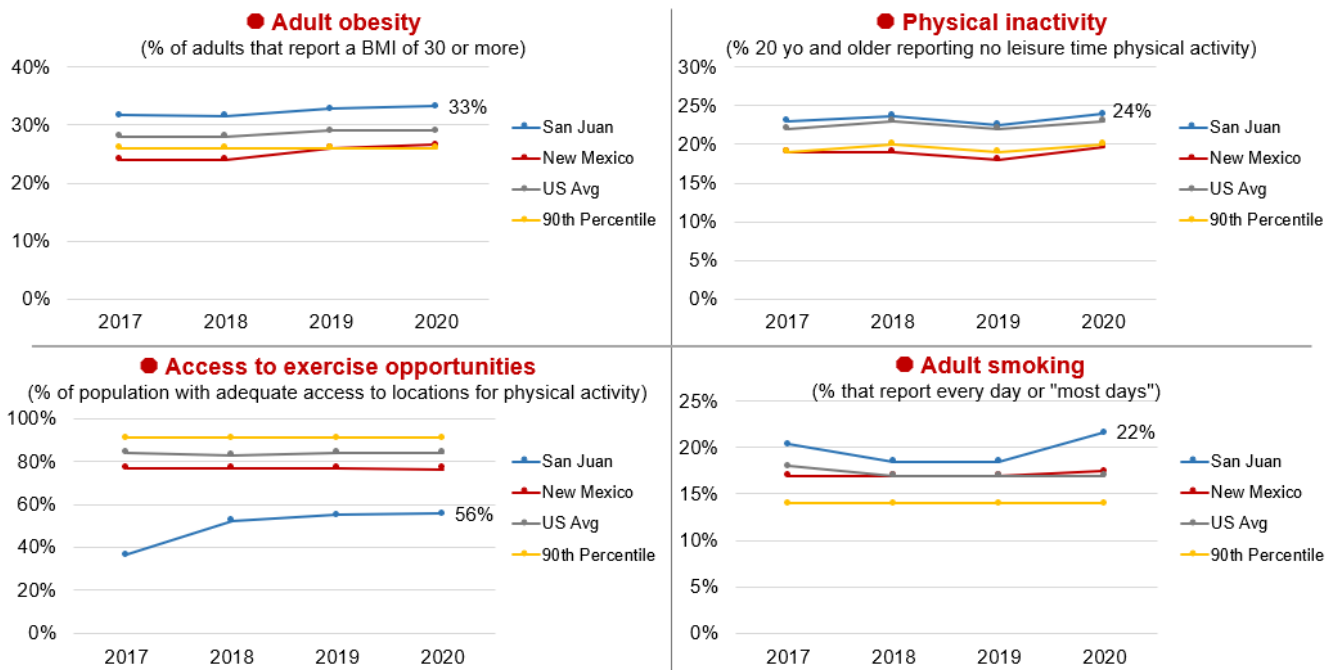 Adult obesity
(% of adults that report a BMI of 30 or more)
40%
30%
20%
10%
0%
2017 2018 2019 2020
33%
San Juan
New Mexico
US Avg
90th Percentile
Physical inactivity
(% 20 yo and older reporting no leisure time physical activity)
30%
25%
20%
15%
10%
5%
0%
2017 2018 2019 2020
24%
San Juan
New Mexico
US Avg
90th Percentile
Access to exercise opportunities
(% of population with adequate access to locations for physical activity)
100%
80%
60%
40%
20%
0%
2017 2018 2019 2020
56%
San Juan
New Mexico
US Avg
90th Percentile
Adult smoking
(% that report every day or "most days")
25%
20%
15%
10%
5%
0%
2017 2018 2019 2020
22%
San Juan
New Mexico
US Avg
90th Percentile